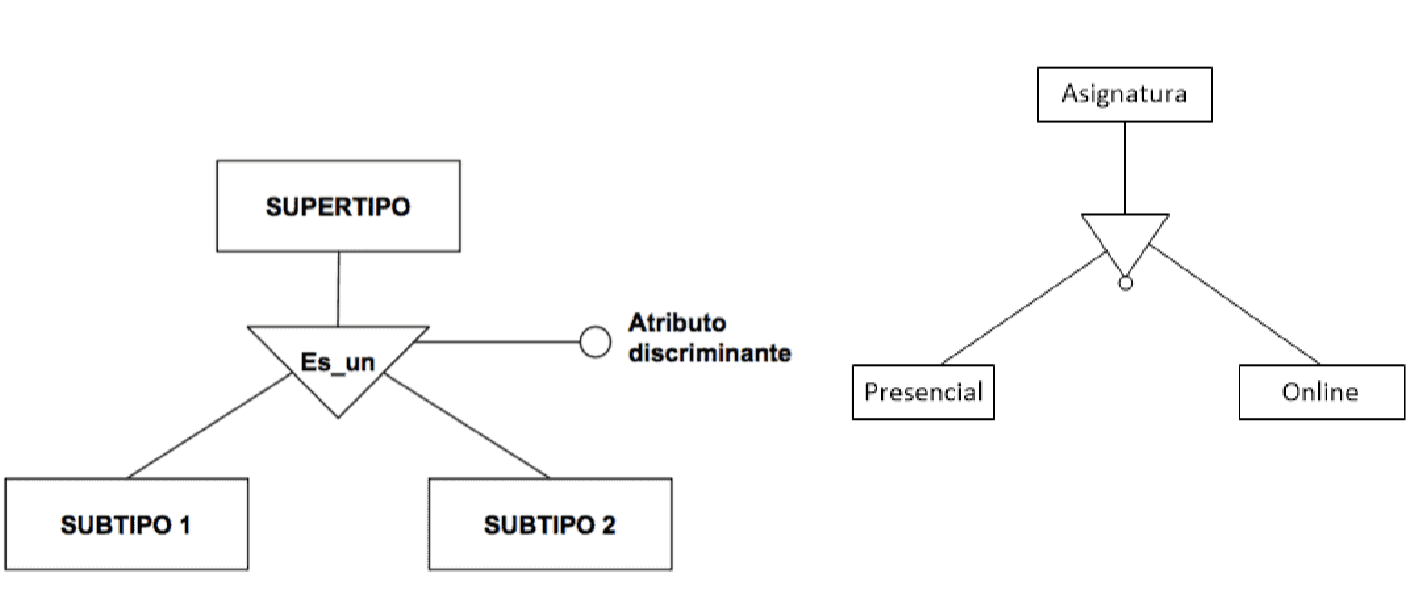 SUPERTIPO
Es_un
Atributo
discriminante
SUBTIPO 1
SUBTIPO 2
Asignatura
Presencial
Online